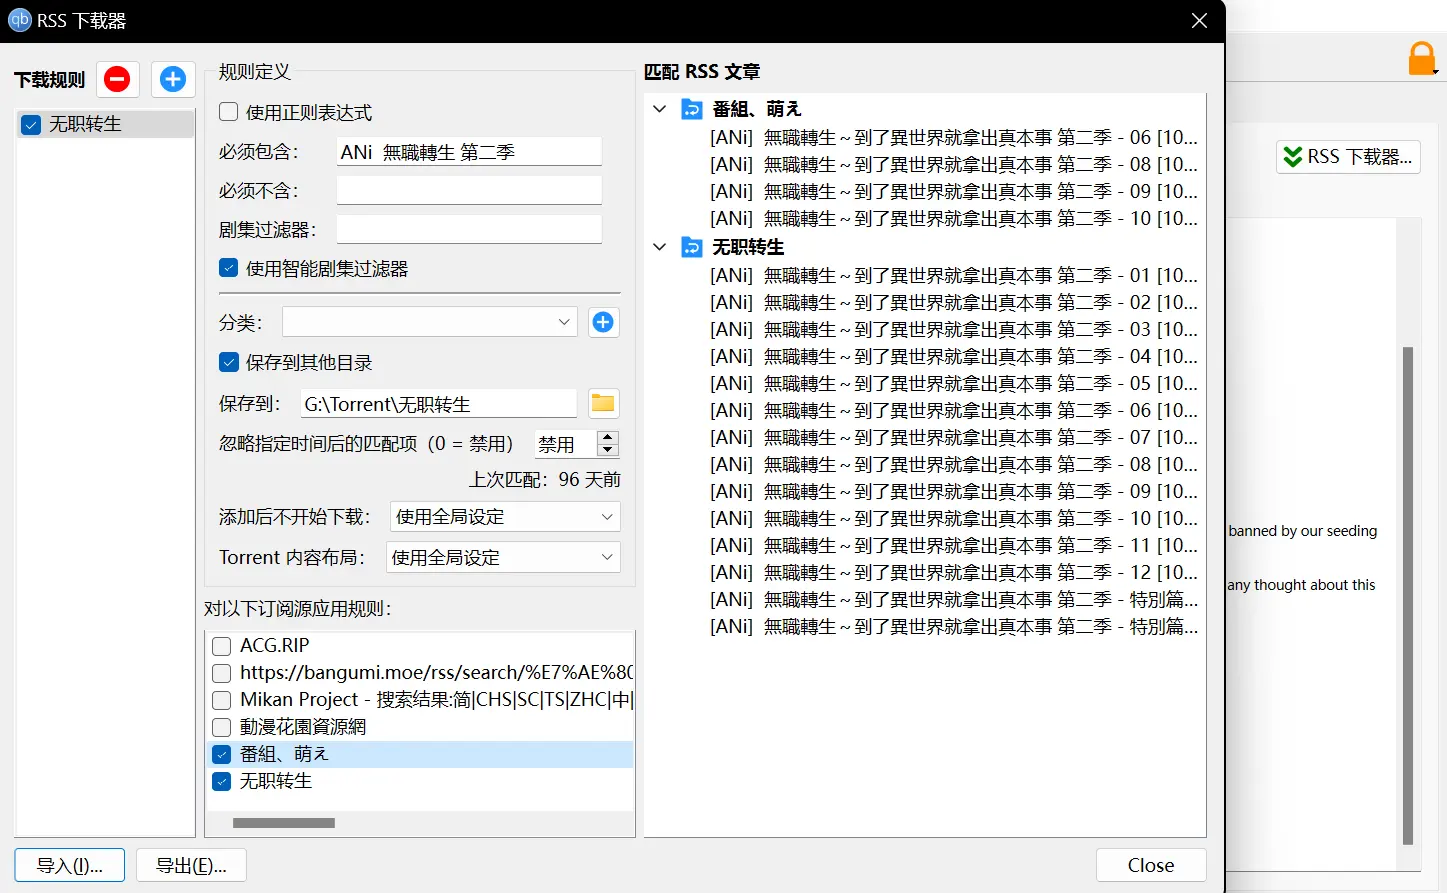 RSS 下载器
下载规则
无职转生
规则定义
使用正则表达式
必须包含：
ANi 無職轉生 第二季
必须不含：
剧集过滤器：
使用智能剧集过滤器
分类：
保存到其他目录
保存到：
G:\Torrent\无职转生
忽略指定时间后的匹配项（0 = 禁用）
禁用
上次匹配：96 天前
添加后不开始下载：
使用全局设定
Torrent 内容布局：
使用全局设定
对以下订阅源应用规则：
ACG.RIP
https://bangumi.moe/rss/search/%E7%AE%80
Mikan Project - 搜索结果:简|CHS|SC|TS|ZHC|中|
動漫花園資源網
番組、萌え
无职转生
匹配 RSS 文章
番組、萌え
[ANi] 無職轉生～到了異世界就拿出真本事 第二季 - 06 [10...
[ANi] 無職轉生～到了異世界就拿出真本事 第二季 - 08 [10...
[ANi] 無職轉生～到了異世界就拿出真本事 第二季 - 09 [10...
[ANi] 無職轉生～到了異世界就拿出真本事 第二季 - 10 [10...
无职转生
[ANi] 無職轉生～到了異世界就拿出真本事 第二季 - 01 [10...
[ANi] 無職轉生～到了異世界就拿出真本事 第二季 - 02 [10...
[ANi] 無職轉生～到了異世界就拿出真本事 第二季 - 03 [10...
[ANi] 無職轉生～到了異世界就拿出真本事 第二季 - 04 [10...
[ANi] 無職轉生～到了異世界就拿出真本事 第二季 - 05 [10...
[ANi] 無職轉生～到了異世界就拿出真本事 第二季 - 06 [10...
[ANi] 無職轉生～到了異世界就拿出真本事 第二季 - 07 [10...
[ANi] 無職轉生～到了異世界就拿出真本事 第二季 - 08 [10...
[ANi] 無職轉生～到了異世界就拿出真本事 第二季 - 09 [10...
[ANi] 無職轉生～到了異世界就拿出真本事 第二季 - 10 [10...
[ANi] 無職轉生～到了異世界就拿出真本事 第二季 - 11 [10...
[ANi] 無職轉生～到了異世界就拿出真本事 第二季 - 12 [10...
[ANi] 無職轉生～到了異世界就拿出真本事 第二季 - 特別篇...
[ANi] 無職轉生～到了異世界就拿出真本事 第二季 - 特別篇...
导入(I)...
导出(E)...
Close
RSS 下载器...
banned by our seeding
any thought about this